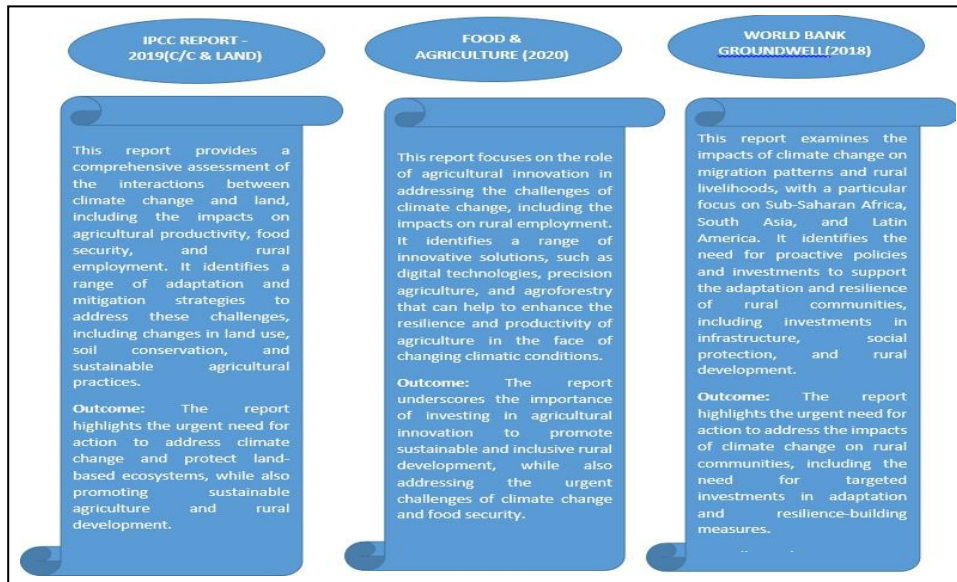 IPCC REPORT -
2019(C/C & LAND)
This report provides a
comprehensive assessment of
the interactions between
climate change and land,
including the impacts on
agricultural productivity, food
security, and rural
employment. It identifies a
range of adaptation and
mitigation strategies to
address these challenges,
including changes in land use,
soil conservation, and
sustainable agricultural
practices.
Outcome: The report
highlights the urgent need for
action to address climate
change and protect land-
based ecosystems, while also
promoting sustainable
agriculture and rural
development.
FOOD &
AGRICULTURE (2020)
This report focuses on the role
of agricultural innovation in
addressing the challenges of
climate change, including the
impacts on rural employment.
It identifies a range of
innovative solutions, such as
digital technologies, precision
agriculture, and agroforestry
that can help to enhance the
resilience and productivity of
agriculture in the face of
changing climatic conditions.
Outcome: The report
underscores the importance
of investing in agricultural
innovation to promote
sustainable and inclusive rural
development, while also
addressing the urgent
challenges of climate change
and food security.
WORLD BANK
GROUNDWELL(2018)
This report examines the
impacts of climate change on
migration patterns and rural
livelihoods, with a particular
focus on Sub-Saharan Africa,
South Asia, and Latin
America. It identifies the
need for proactive policies
and investments to support
the adaptation and resilience
of rural communities,
including investments in
infrastructure, social
protection, and rural
development.
Outcome: The report
highlights the urgent need for
action to address the impacts
of climate change on rural
communities, including the
need for targeted
investments in adaptation
and resilience-building
measures.